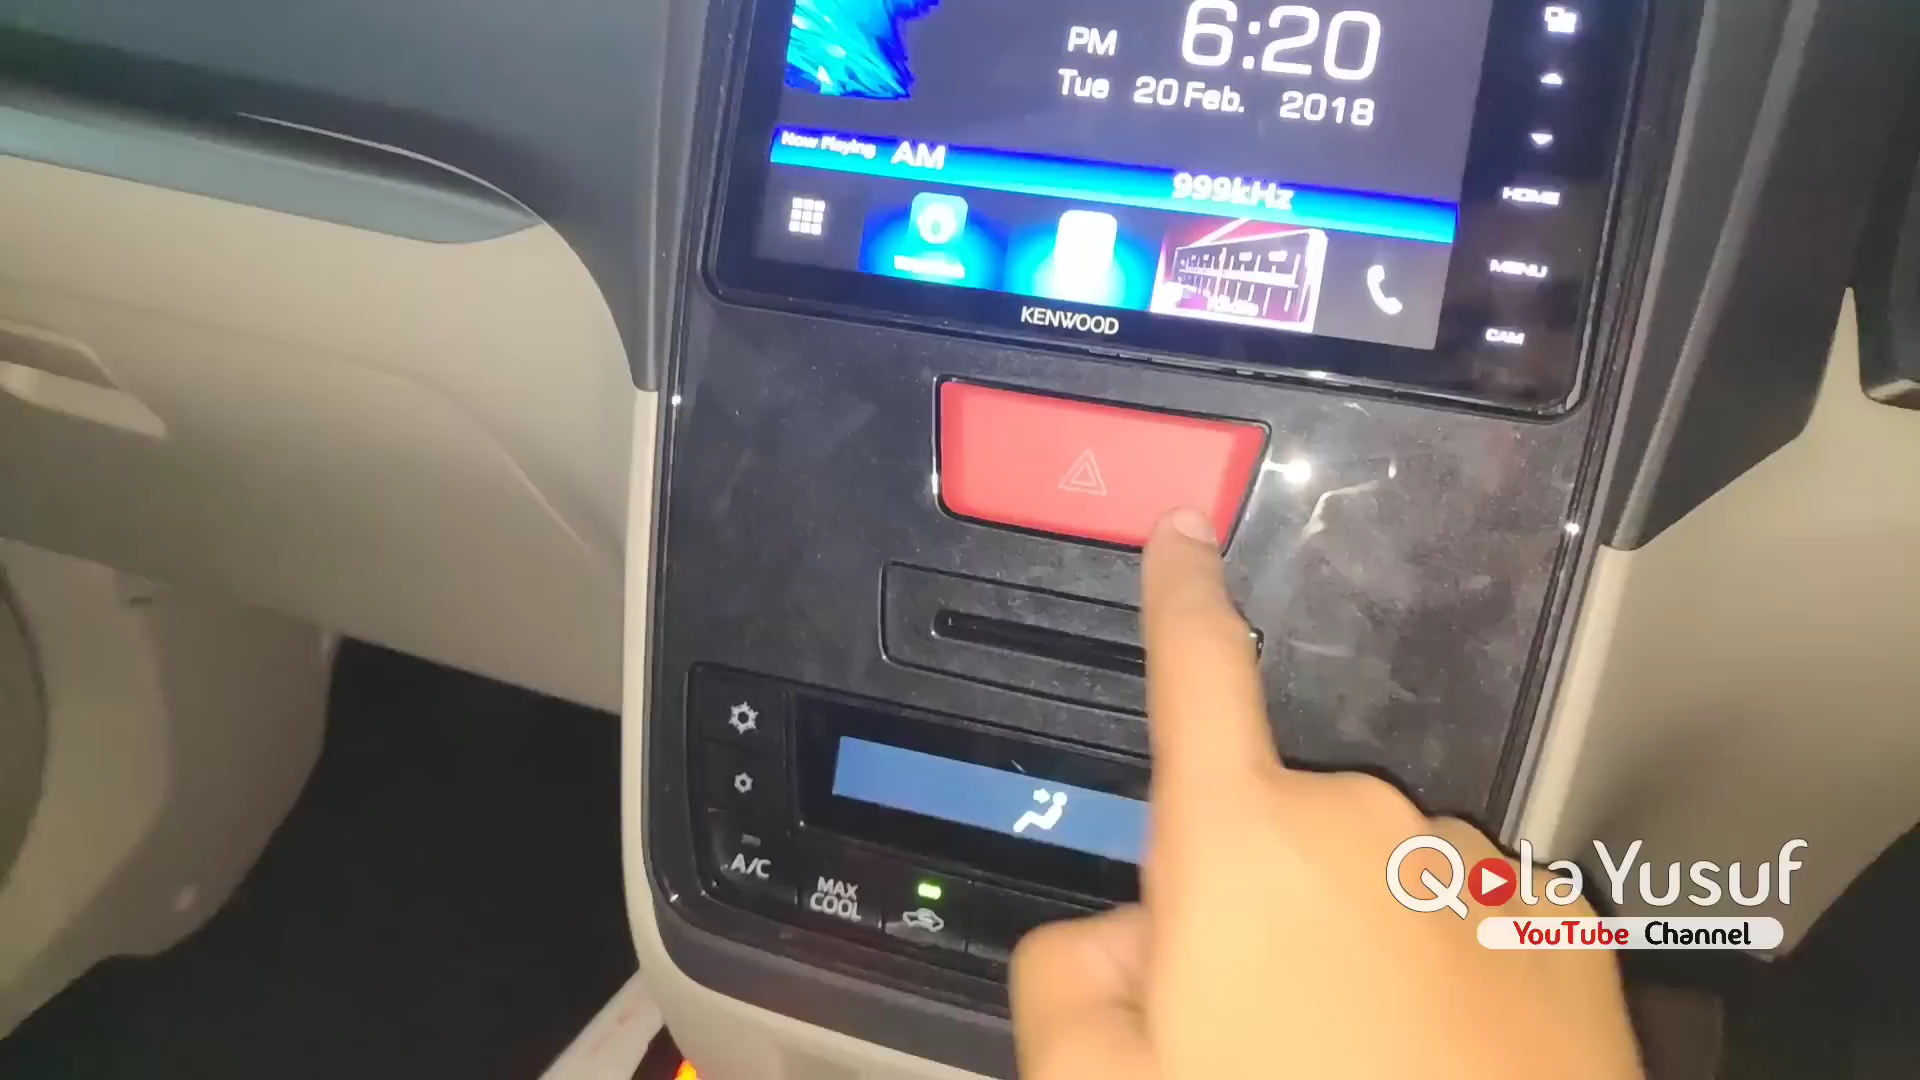 PM 6:20
Tue 20 Feb. 2018
Now Playing AM
999kHz
HOME
MENU
CAM
KENWOOD
A/C
MAX
COOL
QolaYusuf
YouTube Channel